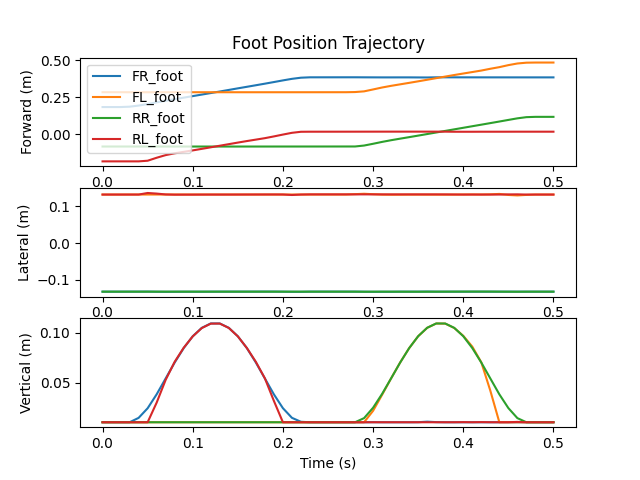 Foot Position Trajectory
Forward (m)
0.50
0.25
0.00
FR_foot
FL_foot
RR_foot
RL_foot
0.0 0.1 0.2 0.3 0.4 0.5
Lateral (m)
0.1
0.0
−0.1
0.0 0.1 0.2 0.3 0.4 0.5
Vertical (m)
0.10
0.05
0.0 0.1 0.2 0.3 0.4 0.5
Time (s)